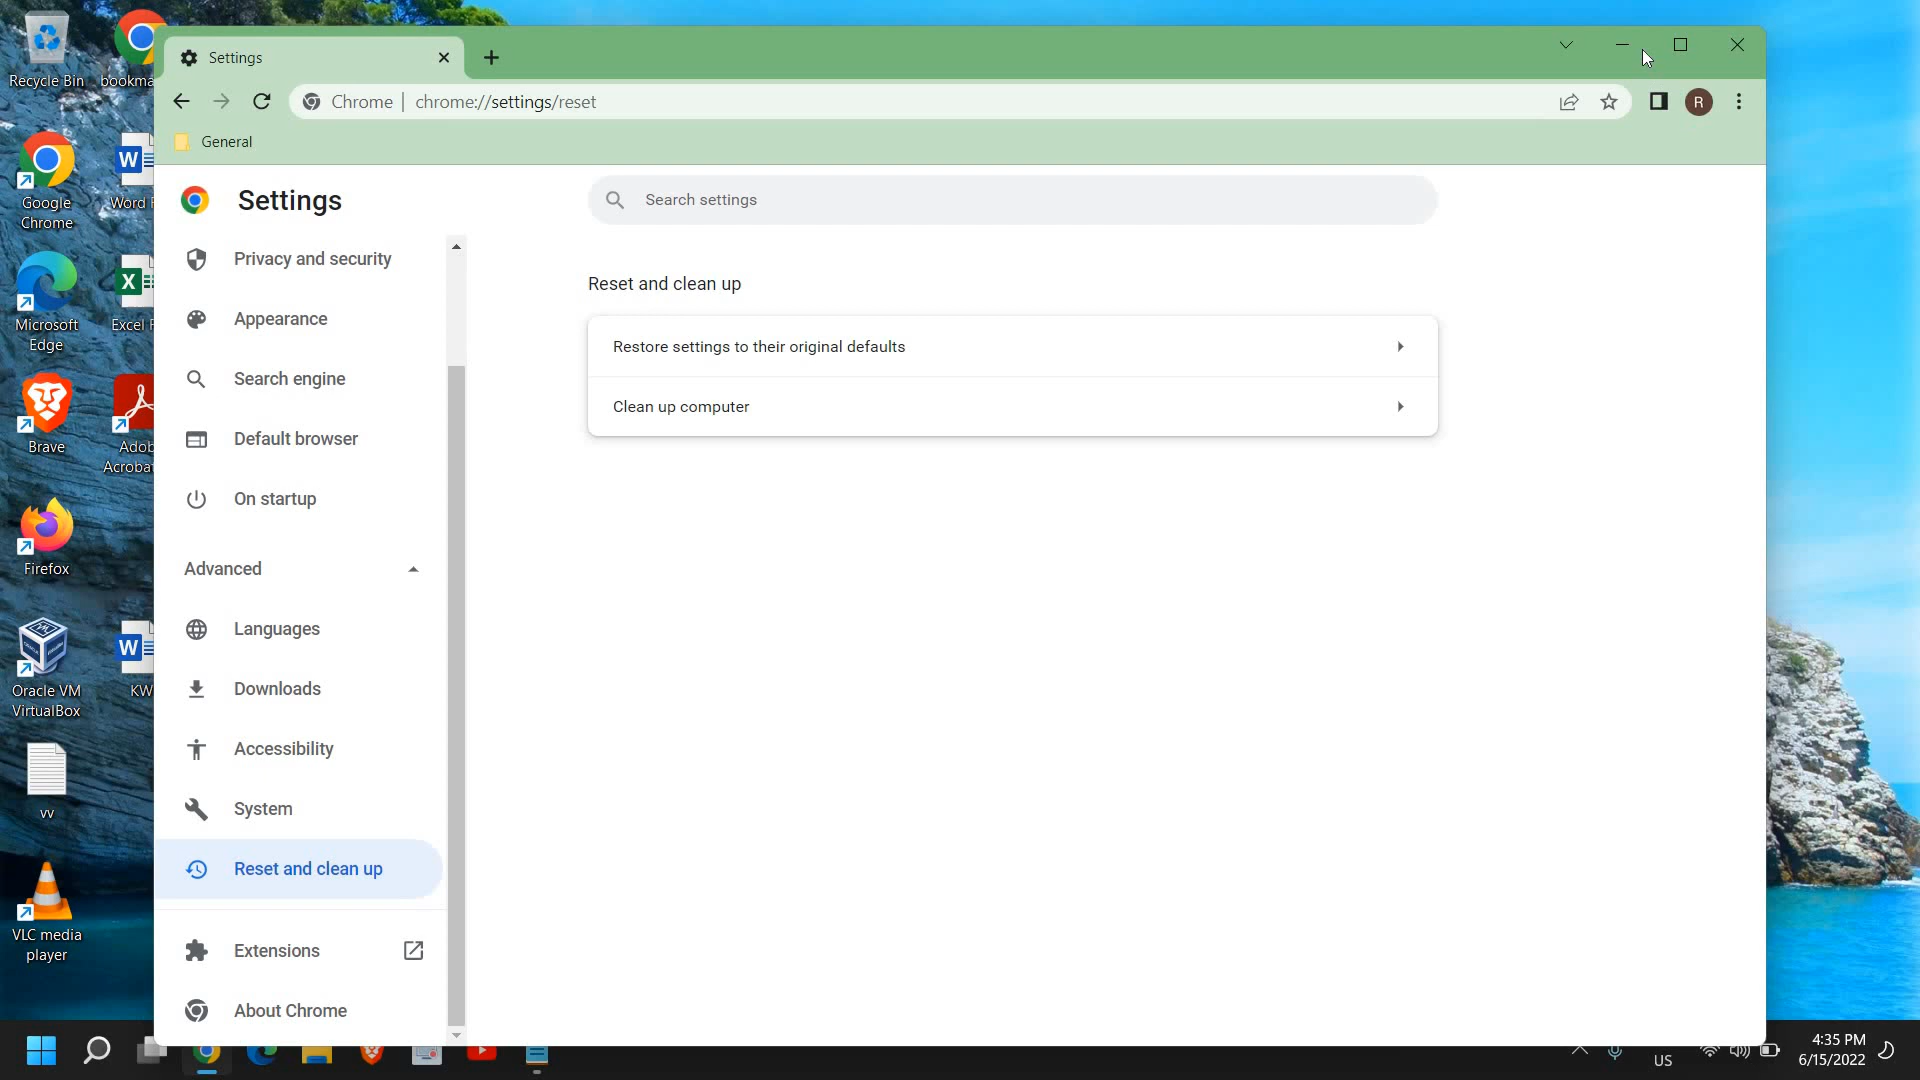 Recycle Bin
bookma
Google
Chrome
Word F
Microsoft
Edge
Excel F
Brave
Adob
Acrobat
Firefox
Oracle VM
VirtualBox
KW
vv
VLC media
player
Settings
Chrome | chrome://settings/reset
R
General
Settings
Search settings
Privacy and security
Appearance
Search engine
Default browser
On startup
Advanced
Languages
Downloads
Accessibility
System
Reset and clean up
Extensions
About Chrome
Reset and clean up
Restore settings to their original defaults
Clean up computer
US
4:35 PM
6/15/2022